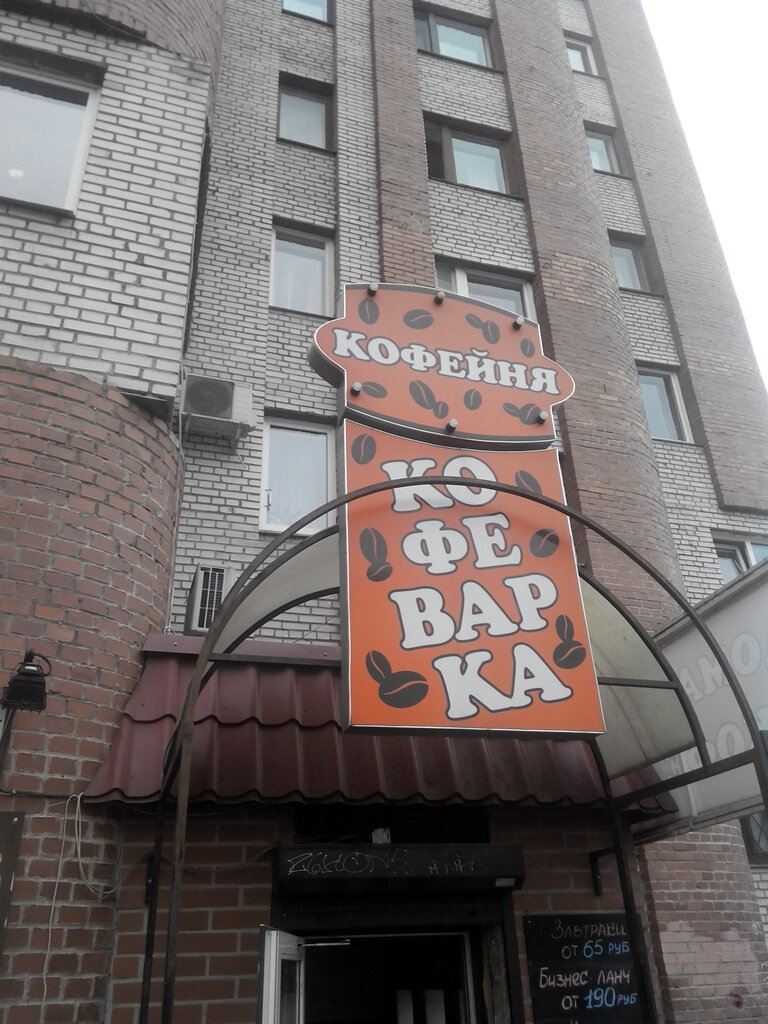 КОФЕЙНЯ
КО
ФЕ
ВАР
КА
ЗАВТРАКИ
ОТ 65 РУБ
БИЗНЕС-ЛАНЧ
ОТ 190 РУБ